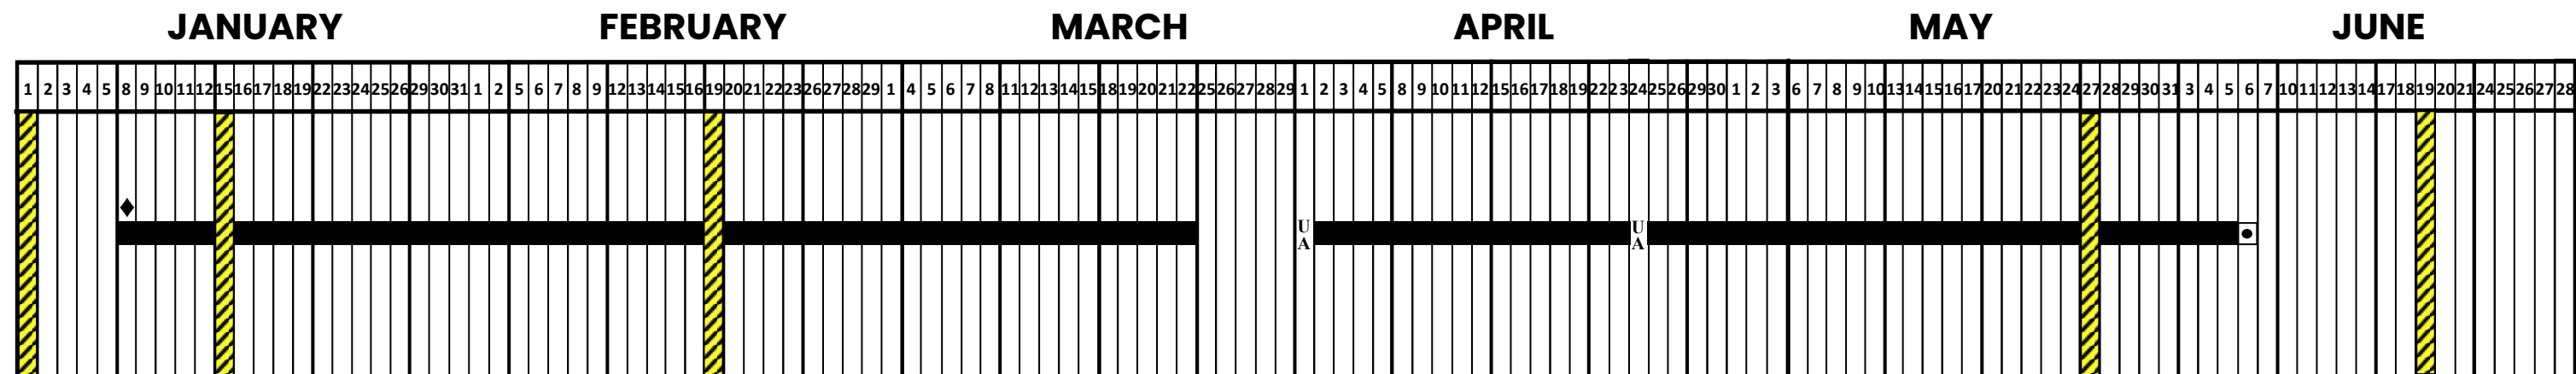 JANUARY FEBRUARY MARCH APRIL MAY JUNE
1 2 3 4 5 8 9 10 11 12 15 16 17 18 19 22 23 24 25 26 29 30 31 1 2 5 6 7 8 9 12 13 14 15 16 19 20 21 22 23 26 27 28 29 1 4 5 6 7 8 11 12 13 14 15 18 19 20 21 22 25 26 27 28 29 1 2 3 4 5 8 9 10 11 12 15 16 17 18 19 22 23 24 25 26 29 30 1 2 3 6 7 8 9 10 13 14 15 16 17 20 21 22 23 24 27 28 29 30 31 3 4 5 6 7 10 11 12 13 14 17 18 19 20 21 24 25 26 27 28
U U
A A